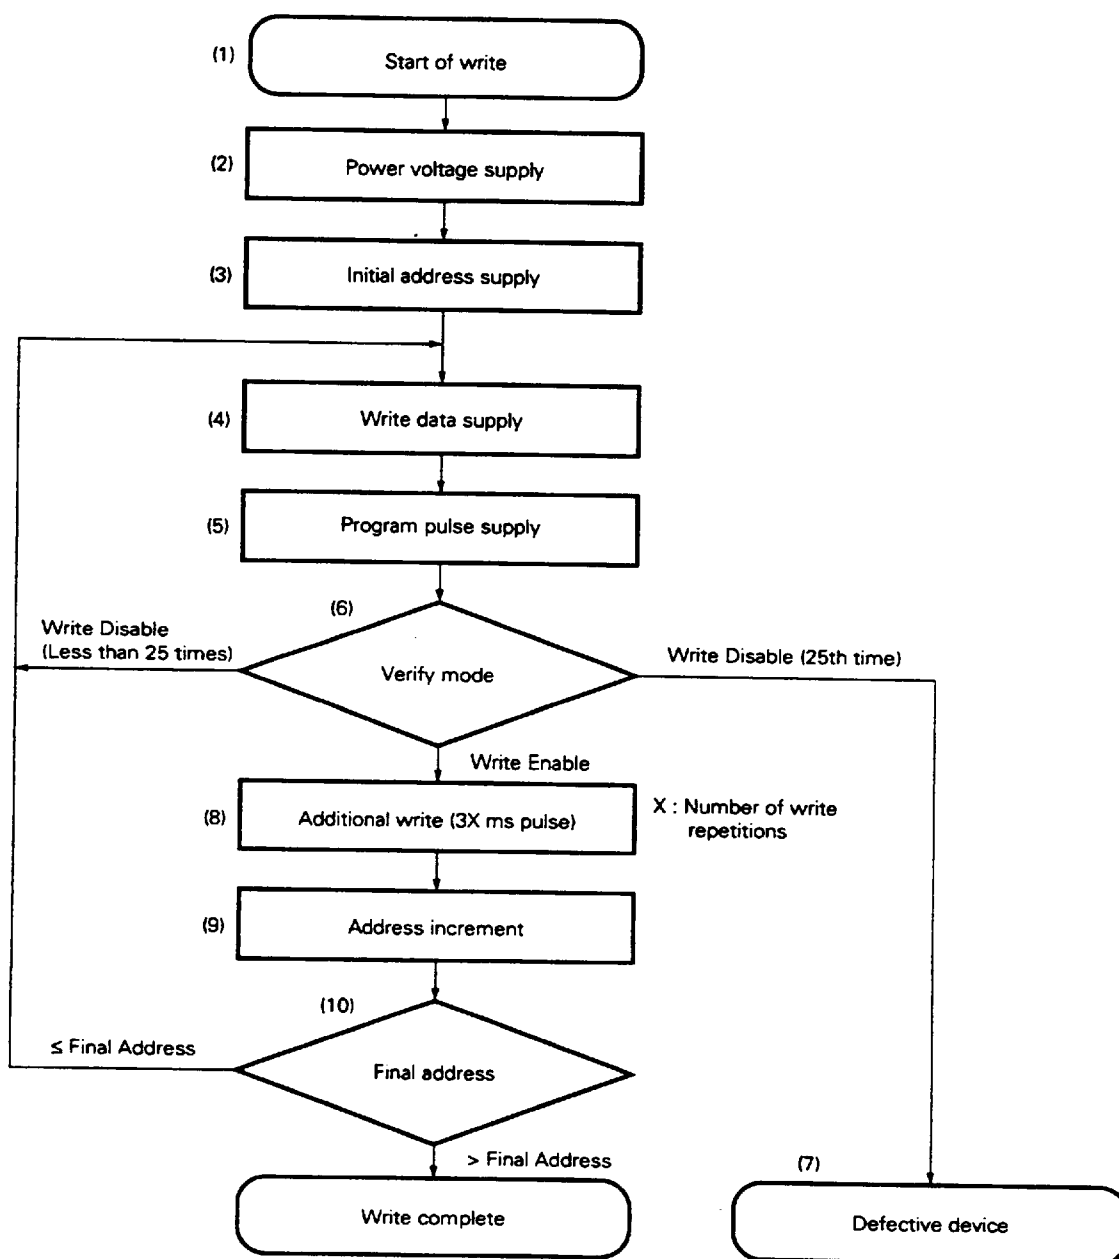 (1)
Start of write
(2)
Power voltage supply
(3)
Initial address supply
(4)
Write data supply
(5)
Program pulse supply
(6)
Write Disable
(Less than 25 times)
Verify mode
Write Disable (25th time)
Write Enable
(8)
Additional write (3X ms pulse)
X : Number of write
repetitions
(9)
Address increment
(10)
≤ Final Address
Final address
> Final Address
(7)
Write complete
Defective device